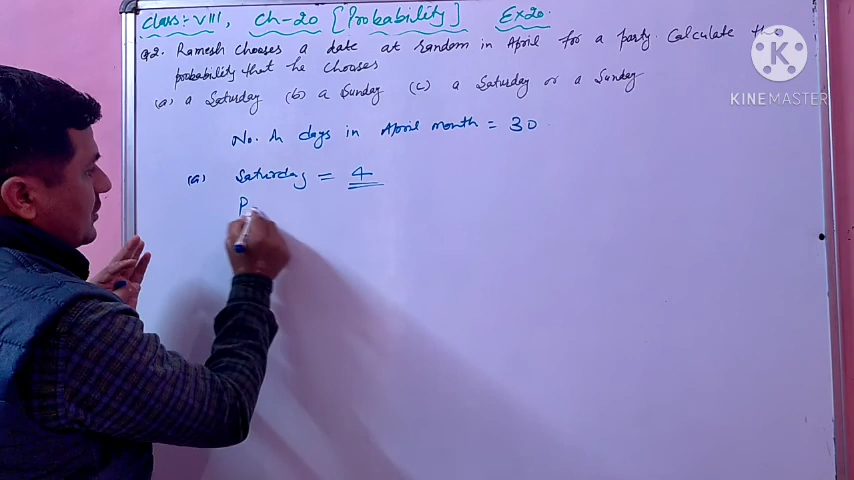 Class:- VIII, Ch-20 [Probability] Ex20.
Q2. Ramesh chooses a date at random in April for a party. Calculate the
probability that he chooses
(a) a Saturday (b) a Sunday (c) a Saturday or a Sunday
No. of days in April month = 30.
(a) Saturday = 4
P
K
KINEMASTER